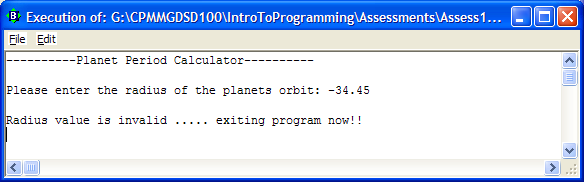 Execution of: G:\CPMMGDSD100\IntroToProgramming\Assessments\Assess1...
File Edit
----------Planet Period Calculator----------
Please enter the radius of the planets orbit: -34.45
Radius value is invalid ..... exiting program now!!